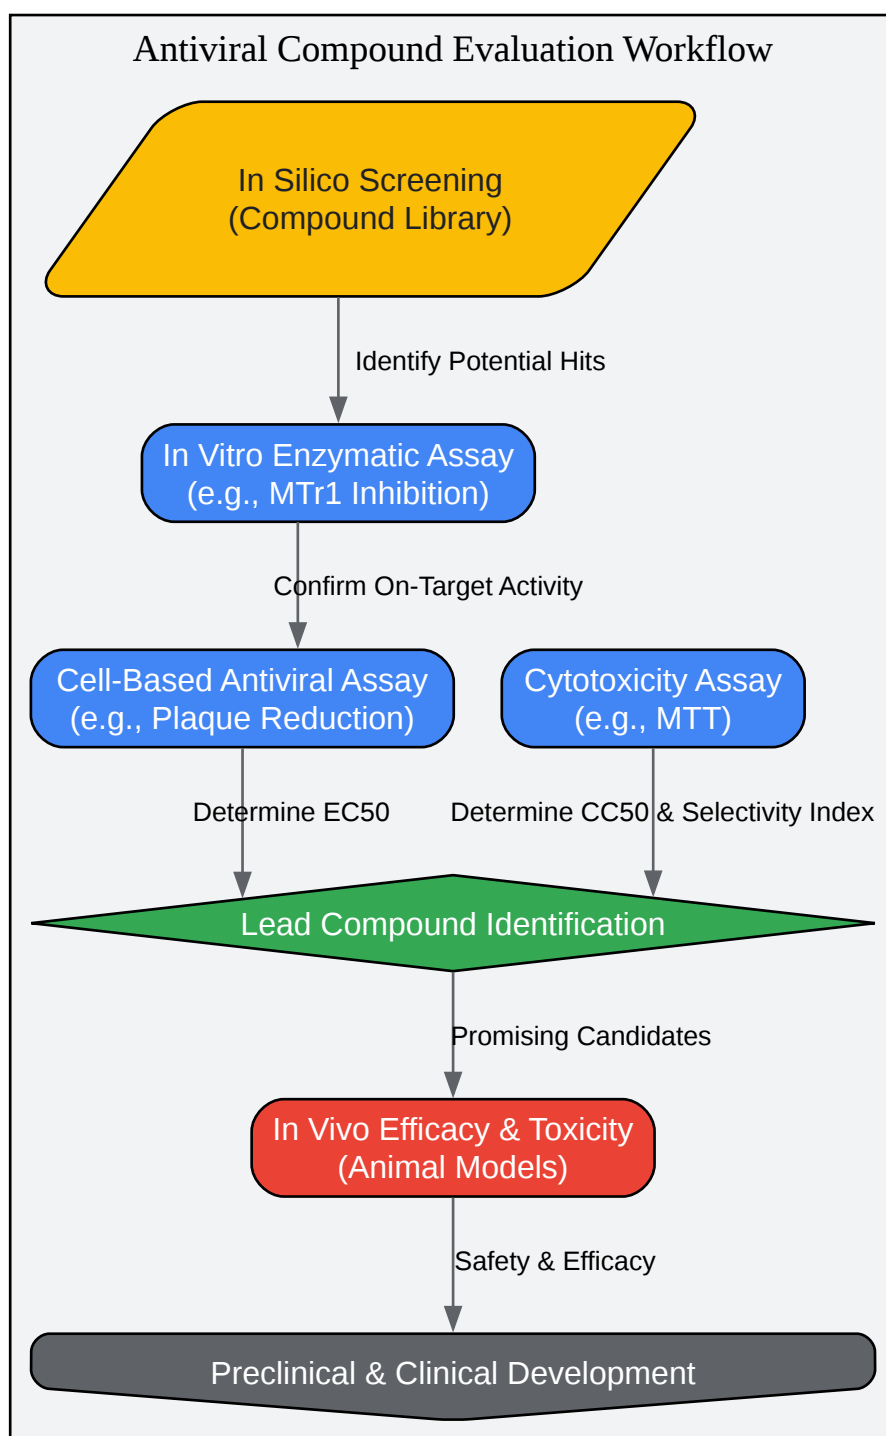 Antiviral Compound Evaluation Workflow
In Silico Screening
(Compound Library)
Identify Potential Hits
In Vitro Enzymatic Assay
(e.g., MTr1 Inhibition)
Confirm On-Target Activity
Cell-Based Antiviral Assay
(e.g., Plaque Reduction)
Cytotoxicity Assay
(e.g., MTT)
Determine EC50
Determine CC50 & Selectivity Index
Lead Compound Identification
Promising Candidates
In Vivo Efficacy & Toxicity
(Animal Models)
Safety & Efficacy
Preclinical & Clinical Development